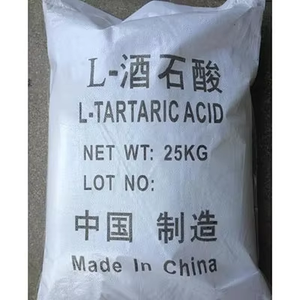 L-酒石酸
L-TARTARIC ACID
NET WT: 25KG
LOT NO:
中国 制造
Made In China